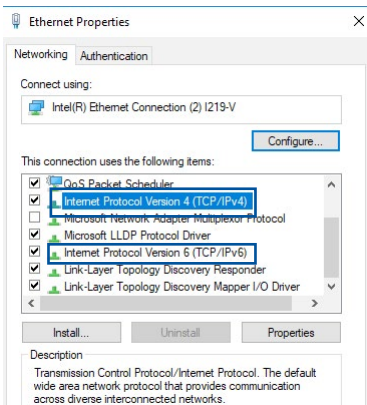 Ethernet Properties
Networking Authentication
Connect using:
Intel(R) Ethernet Connection (2) I219-V
Configure...
This connection uses the following items:
QoS Packet Scheduler
Internet Protocol Version 4 (TCP/IPv4)
Microsoft Network Adapter Multiplexor Protocol
Microsoft LLDP Protocol Driver
Internet Protocol Version 6 (TCP/IPv6)
Link-Layer Topology Discovery Responder
Link-Layer Topology Discovery Mapper I/O Driver
Install... Uninstall Properties
Description
Transmission Control Protocol/Internet Protocol. The default
wide area network protocol that provides communication
across diverse interconnected networks.